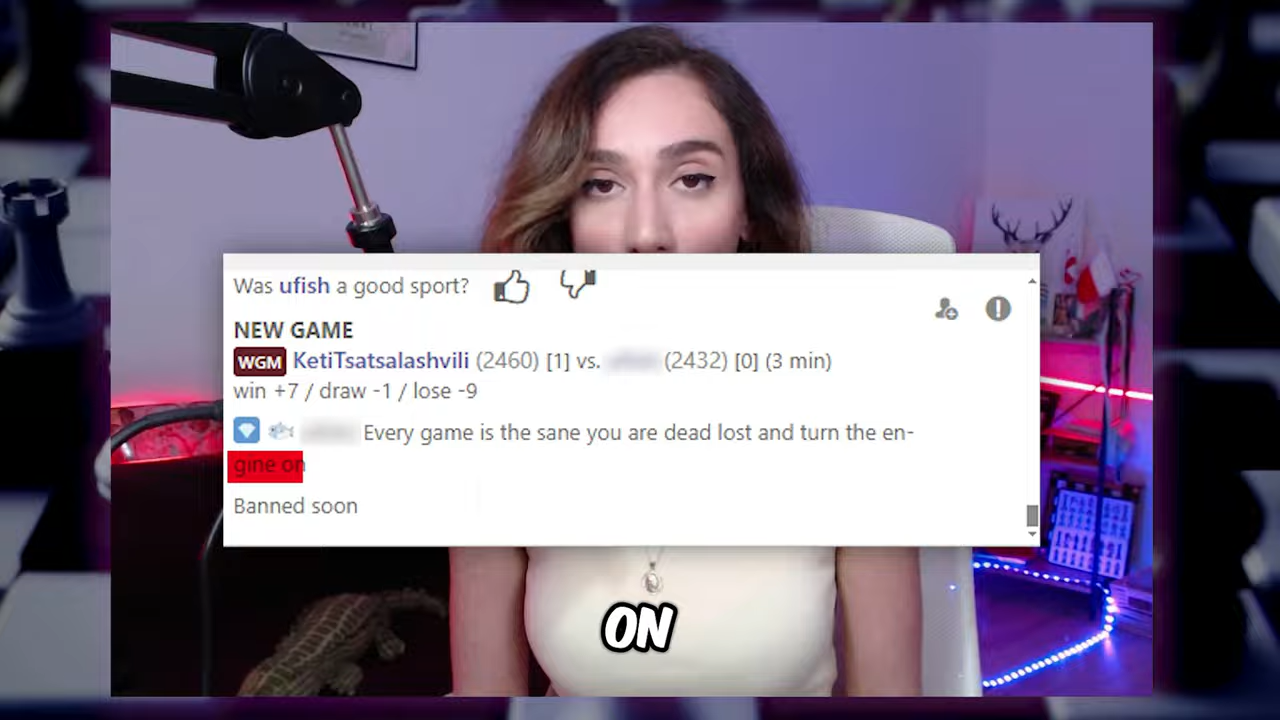 Was ufish a good sport?
NEW GAME
WGM KetiTsatsalashvili (2460) [1] vs. (2432) [0] (3 min)
win +7 / draw -1 / lose -9
Every game is the sane you are dead lost and turn the en-
gine on
Banned soon
ON